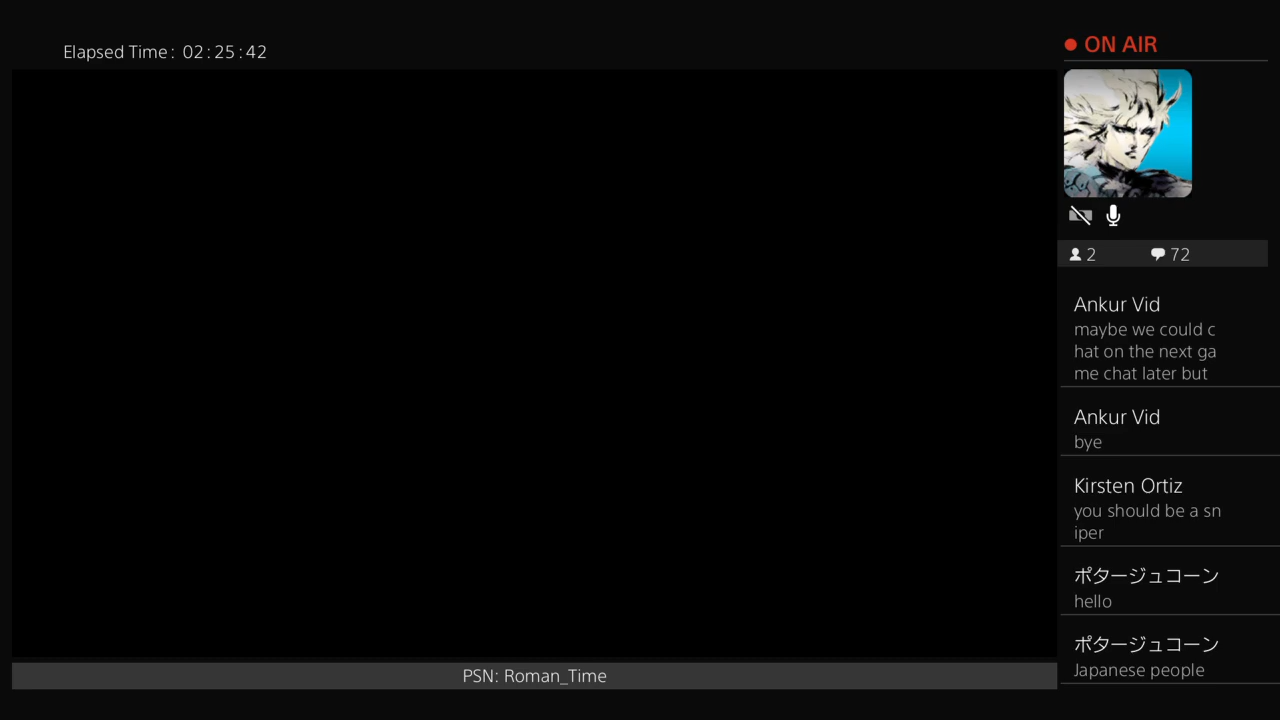 Elapsed Time: 02:25:42
ON AIR
2
72
Ankur Vid
maybe we could c
hat on the next ga
me chat later but
Ankur Vid
bye
Kirsten Ortiz
you should be a sn
iper
ポタージュコーン
hello
ポタージュコーン
Japanese people
PSN: Roman_Time